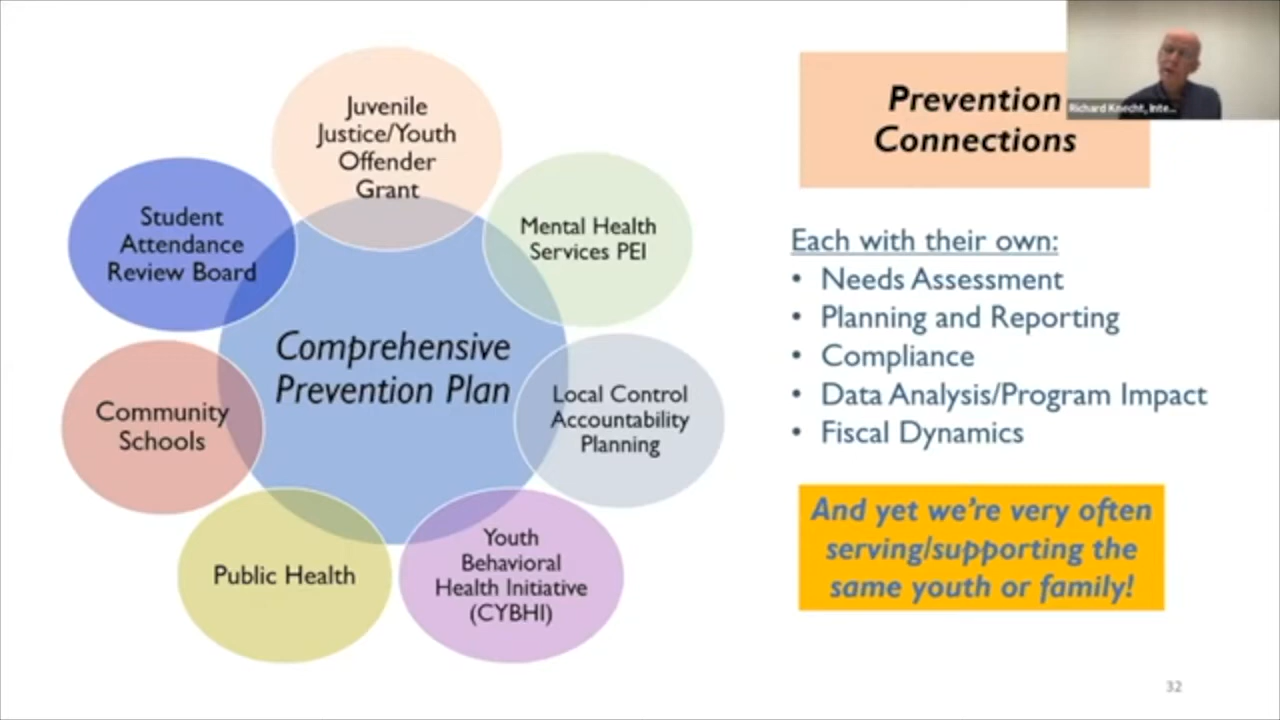 Juvenile
Justice/Youth
Offender
Grant
Student
Attendance
Review Board
Mental Health
Services PEI
Comprehensive
Prevention Plan
Community
Schools
Local Control
Accountability
Planning
Public Health
Youth
Behavioral
Health Initiative
(CYBHI)
Prevention
Connections
Richard Knecht, Inte...
Each with their own:
• Needs Assessment
• Planning and Reporting
• Compliance
• Data Analysis/Program Impact
• Fiscal Dynamics
And yet we're very often
serving/supporting the
same youth or family!
32